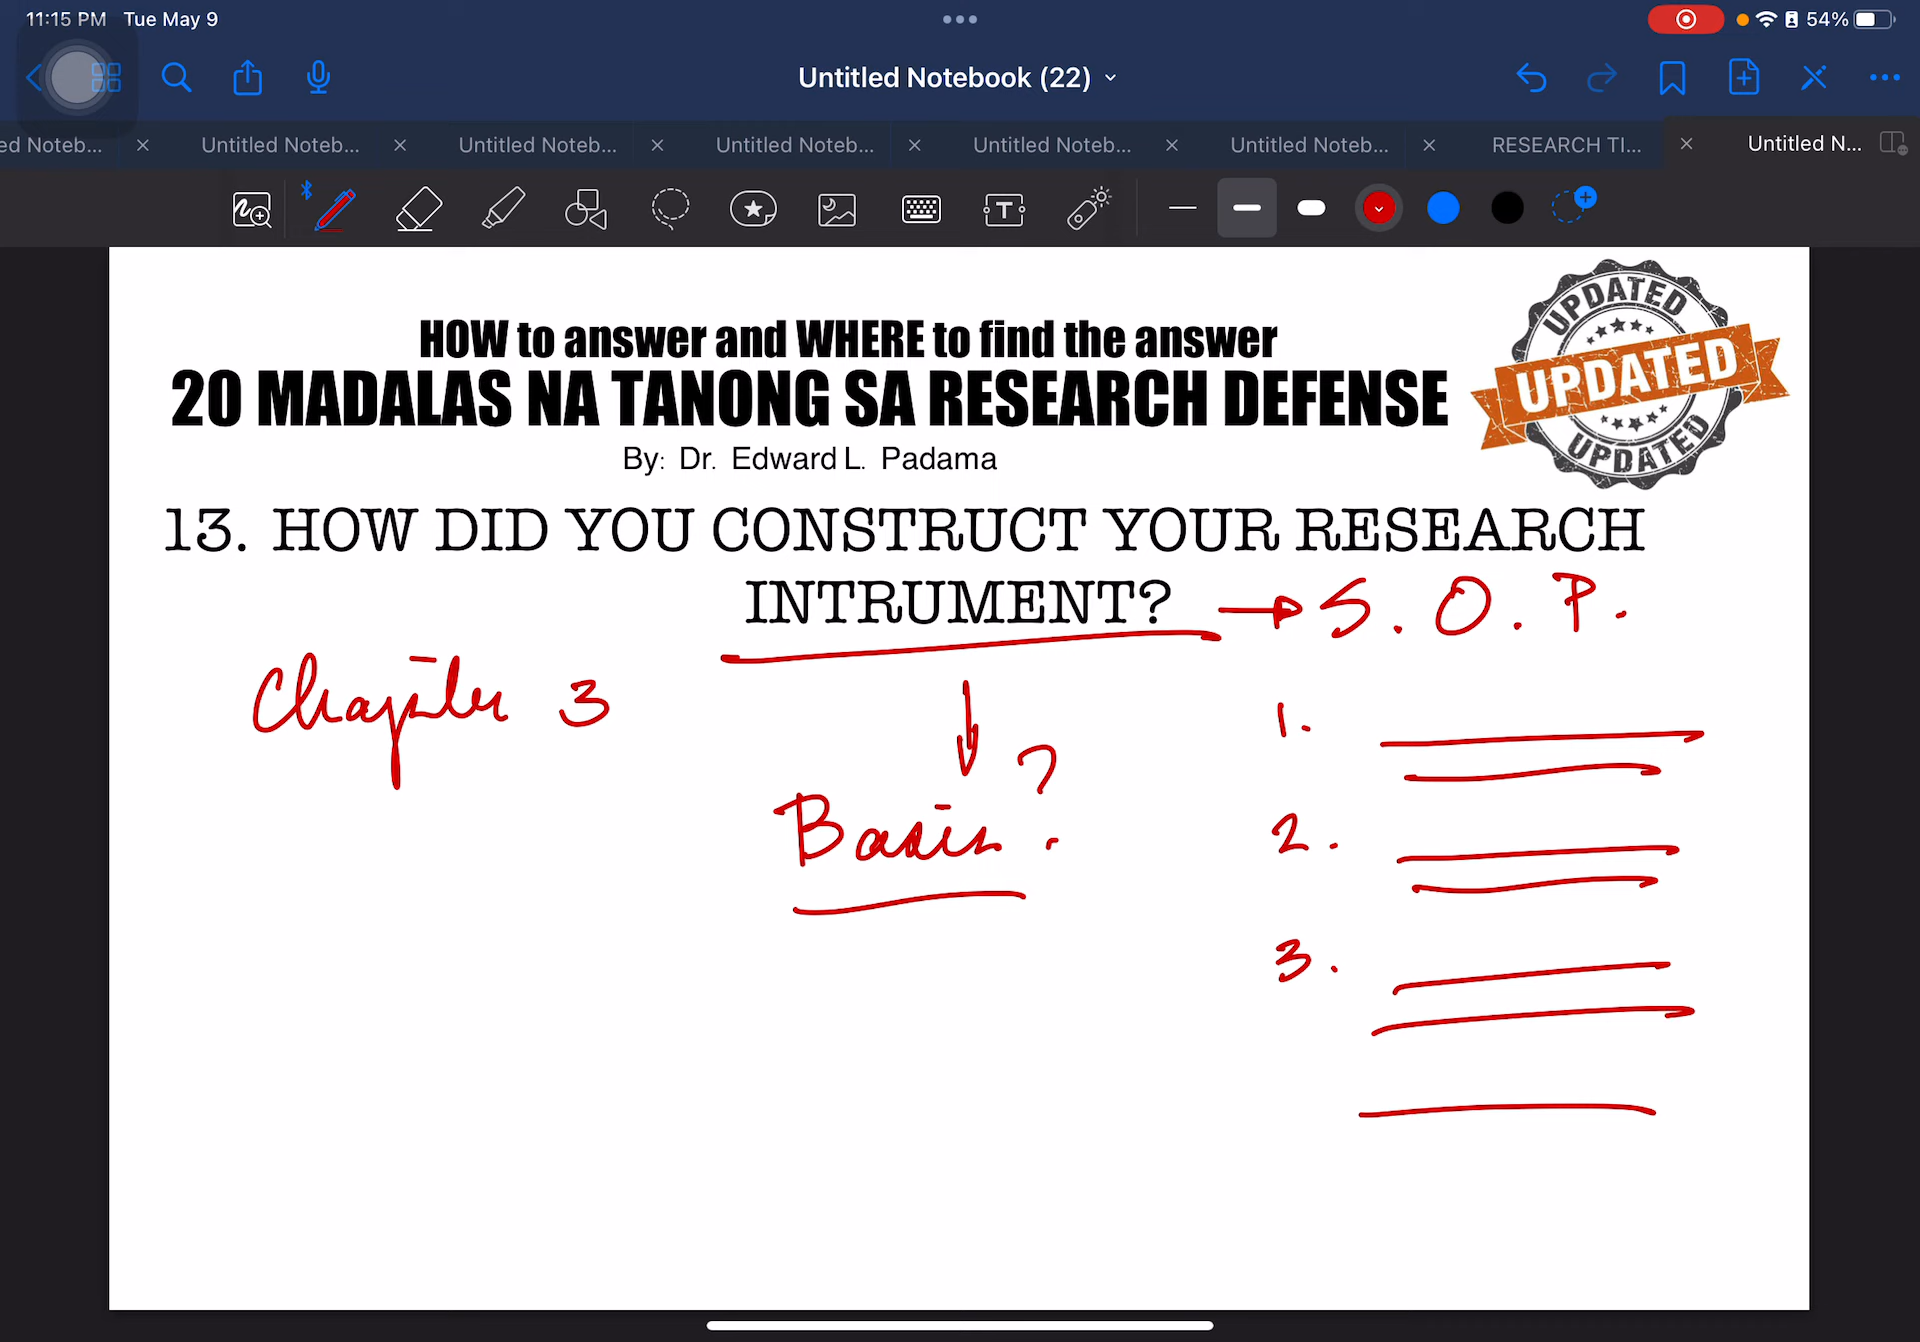 11:15 PM Tue May 9
54%
Untitled Notebook (22)
ed Noteb...
Untitled Noteb...
Untitled Noteb...
Untitled Noteb...
Untitled Noteb...
Untitled Noteb...
RESEARCH TI...
Untitled N...
T
HOW to answer and WHERE to find the answer
20 MADALAS NA TANONG SA RESEARCH DEFENSE
By: Dr. Edward L. Padama
UPDATED
UPDATED
UPDATED
13. HOW DID YOU CONSTRUCT YOUR RESEARCH
INTRUMENT?
S.O.P.
Chapter 3
Basis?
1.
2.
3.